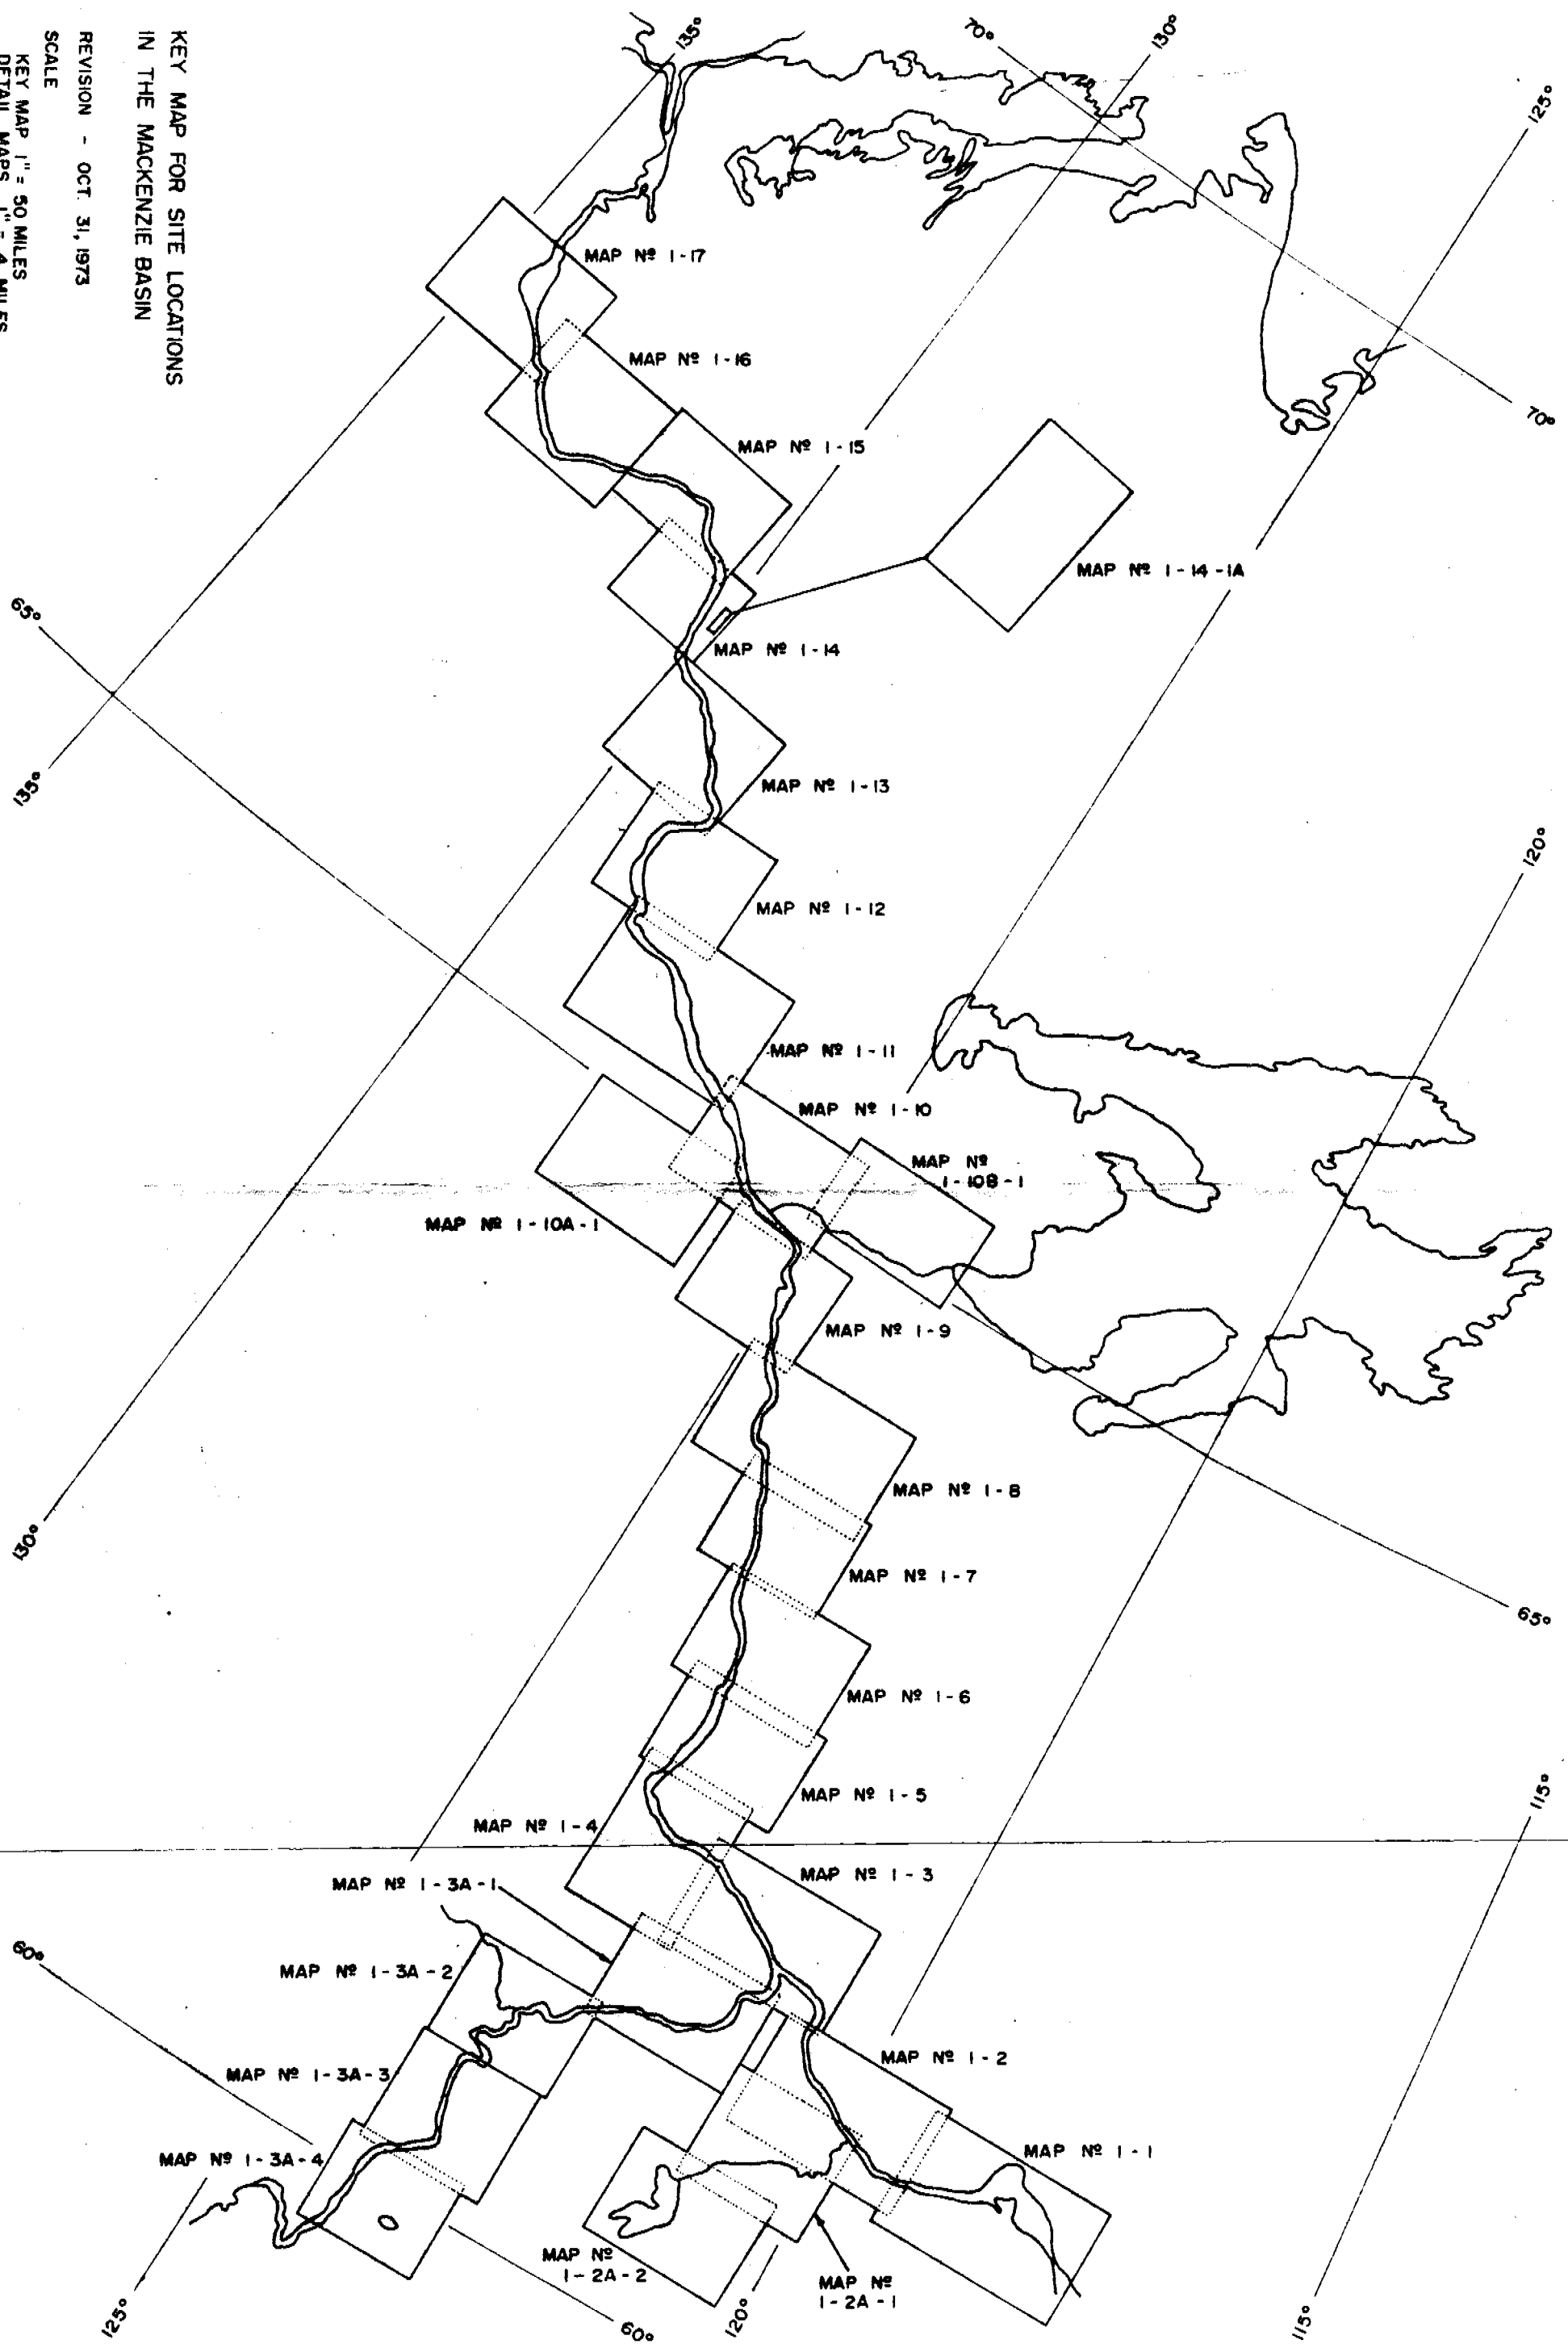 KEY MAP FOR SITE LOCATIONS
IN THE MACKENZIE BASIN
REVISION - OCT. 31, 1973
SCALE
KEY MAP 1" = 50 MILES
DETAIL MAPS 1" = 4 MILES
135°
70°
130°
125°
70°
MAP Nº 1-17
MAP Nº 1-16
MAP Nº 1-15
MAP Nº 1-14-1A
MAP Nº 1-14
65°
135°
MAP Nº 1-13
120°
MAP Nº 1-12
MAP Nº 1-11
MAP Nº 1-10
MAP Nº
1-10B-1
MAP Nº 1-10A-1
MAP Nº 1-9
MAP Nº 1-8
130°
MAP Nº 1-7
65°
MAP Nº 1-6
MAP Nº 1-5
115°
MAP Nº 1-4
MAP Nº 1-3
MAP Nº 1-3A-1
60°
MAP Nº 1-3A-2
MAP Nº 1-2
MAP Nº 1-3A-3
MAP Nº 1-1
MAP Nº 1-3A-4
MAP Nº
1-2A-2
MAP Nº
1-2A-1
125°
60°
120°
115°